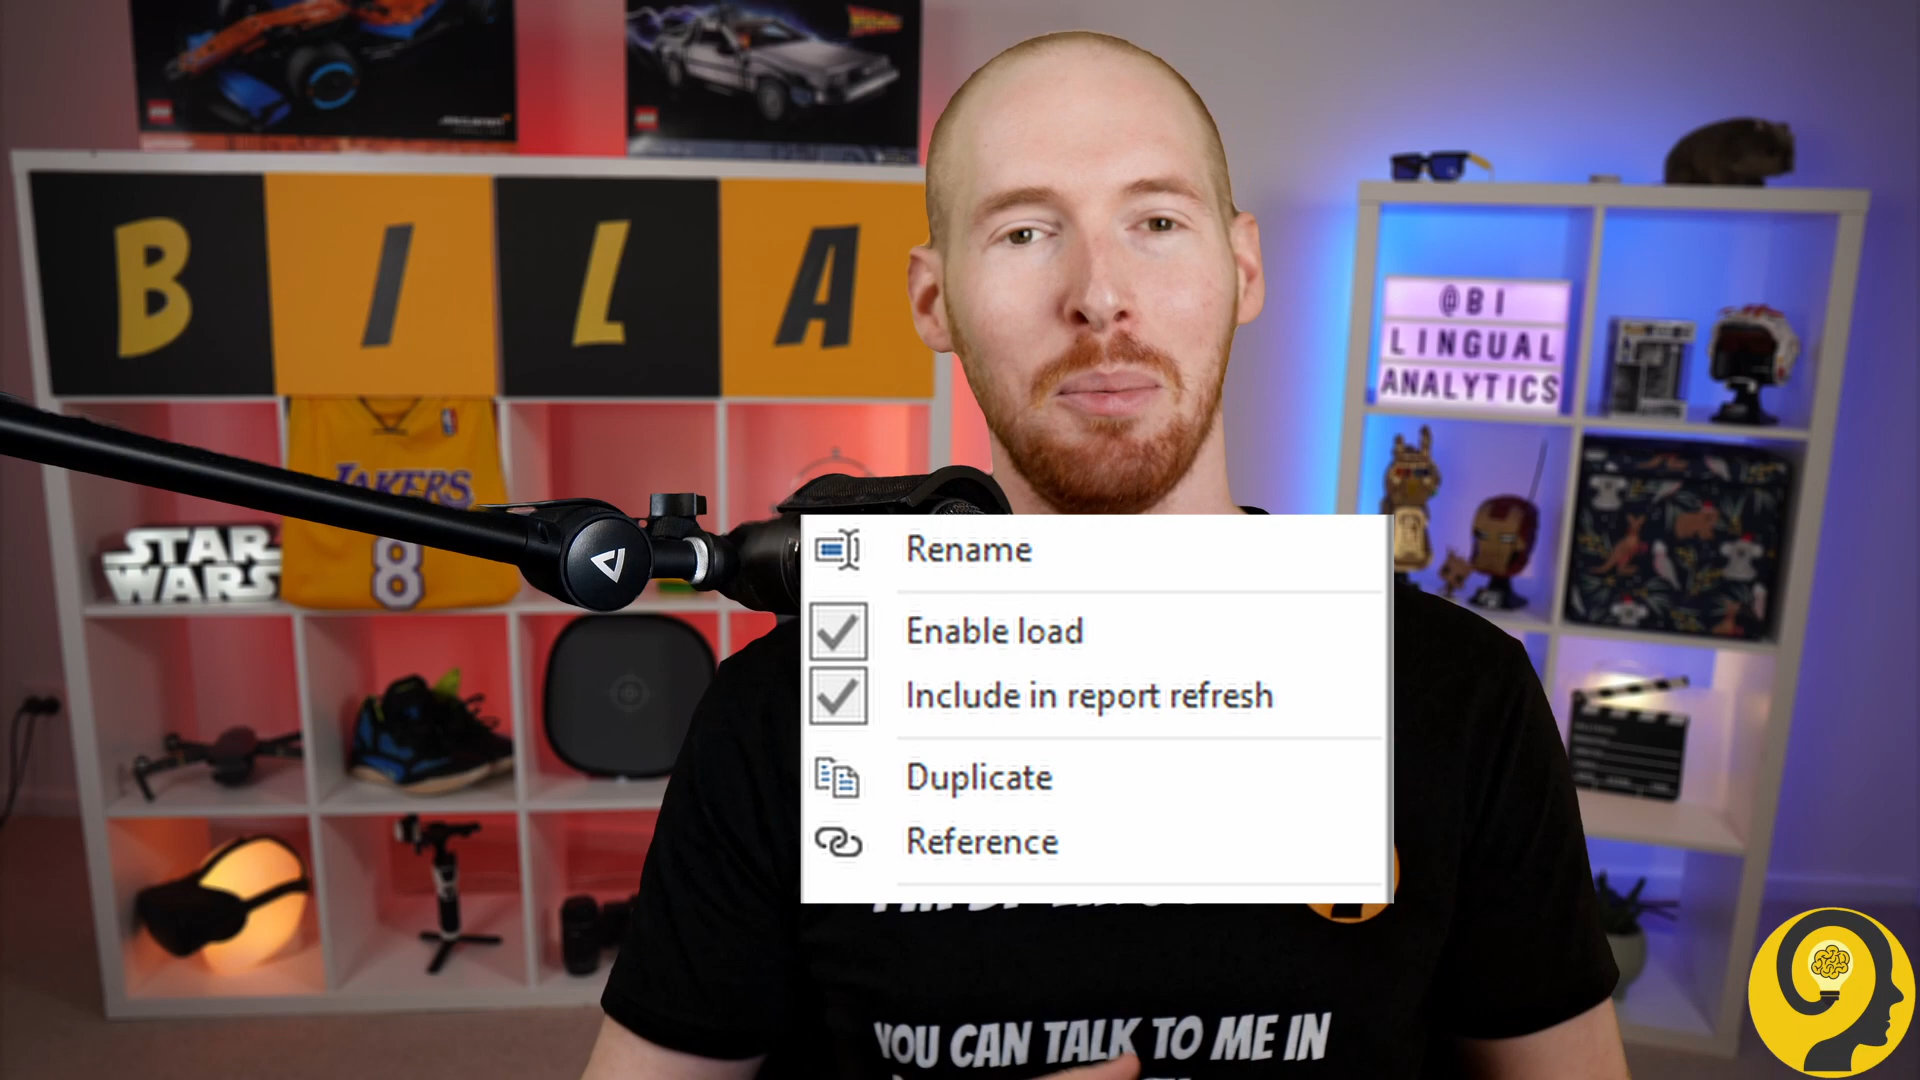 B I L A
@BI
LINGUAL
ANALYTICS
LAKERS
STAR
WARS
8
Rename
Enable load
Include in report refresh
Duplicate
Reference
YOU CAN TALK TO ME IN